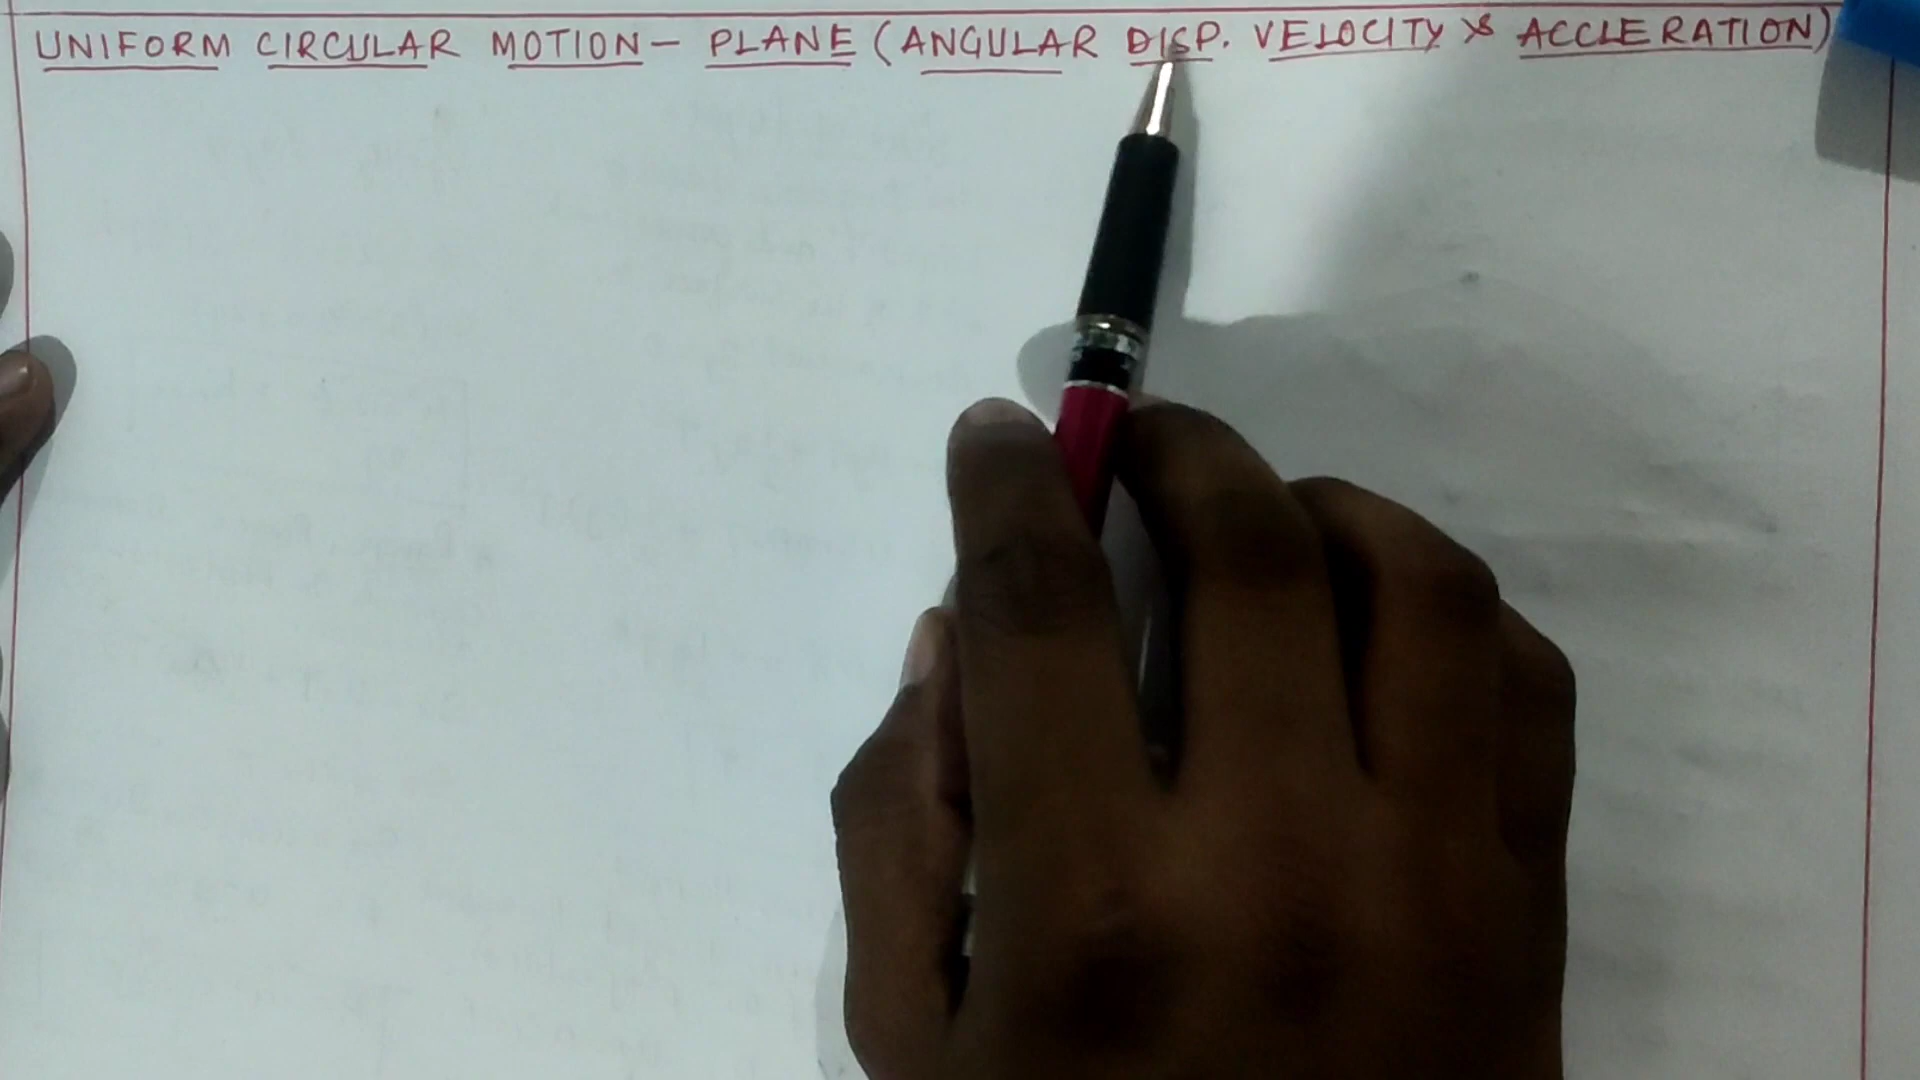 UNIFORM CIRCULAR MOTION - PLANE (ANGULAR DISP. VELOCITY & ACCLERATION)